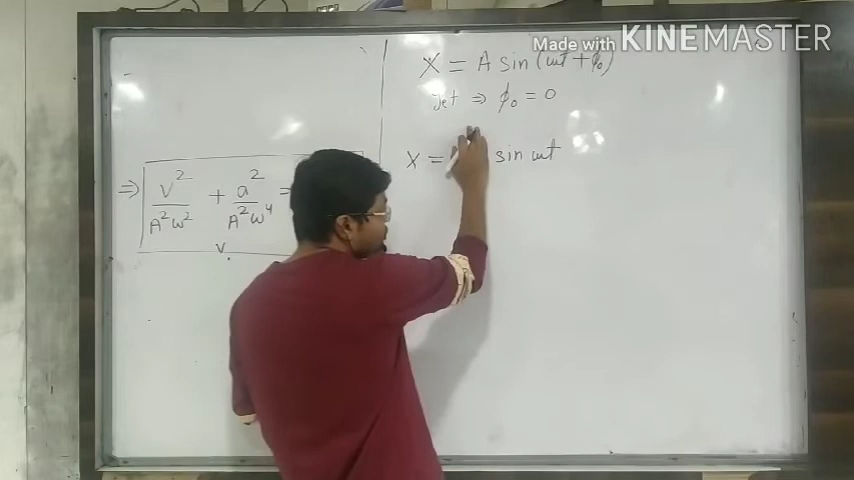 Made with KINEMASTER
X = A sin (ωt + ϕ₀)
Let ⇒ ϕ₀ = 0
X = sin ωt
⇒ v²/A²ω² + a²/A²ω⁴ =